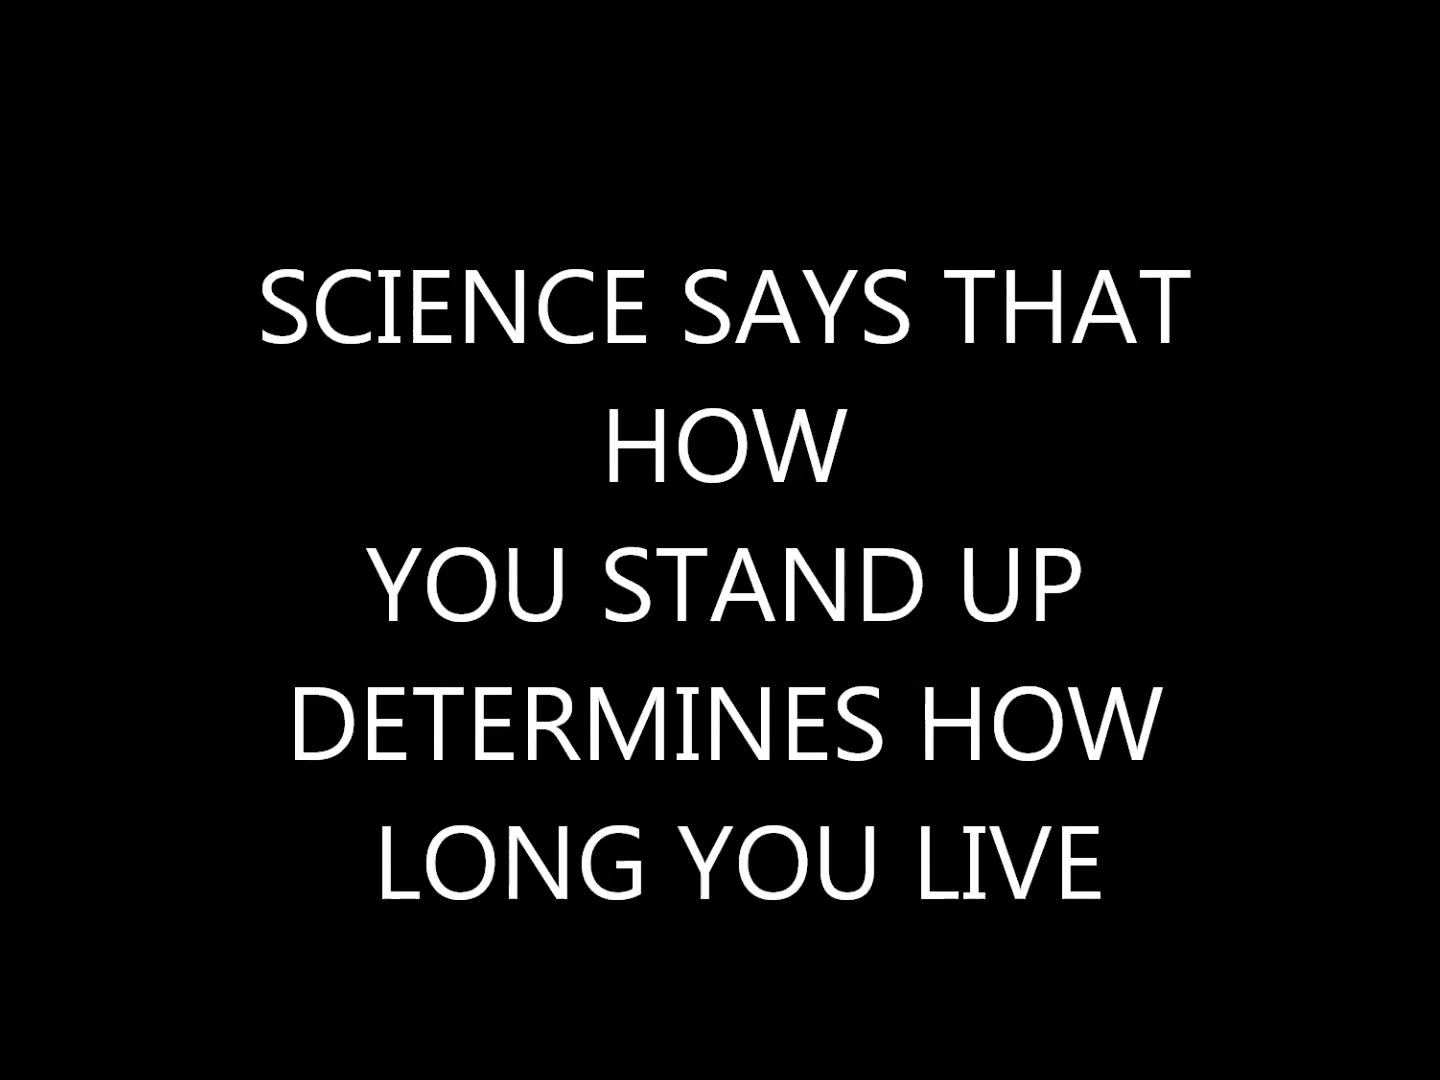 SCIENCE SAYS THAT
HOW
YOU STAND UP
DETERMINES HOW
LONG YOU LIVE